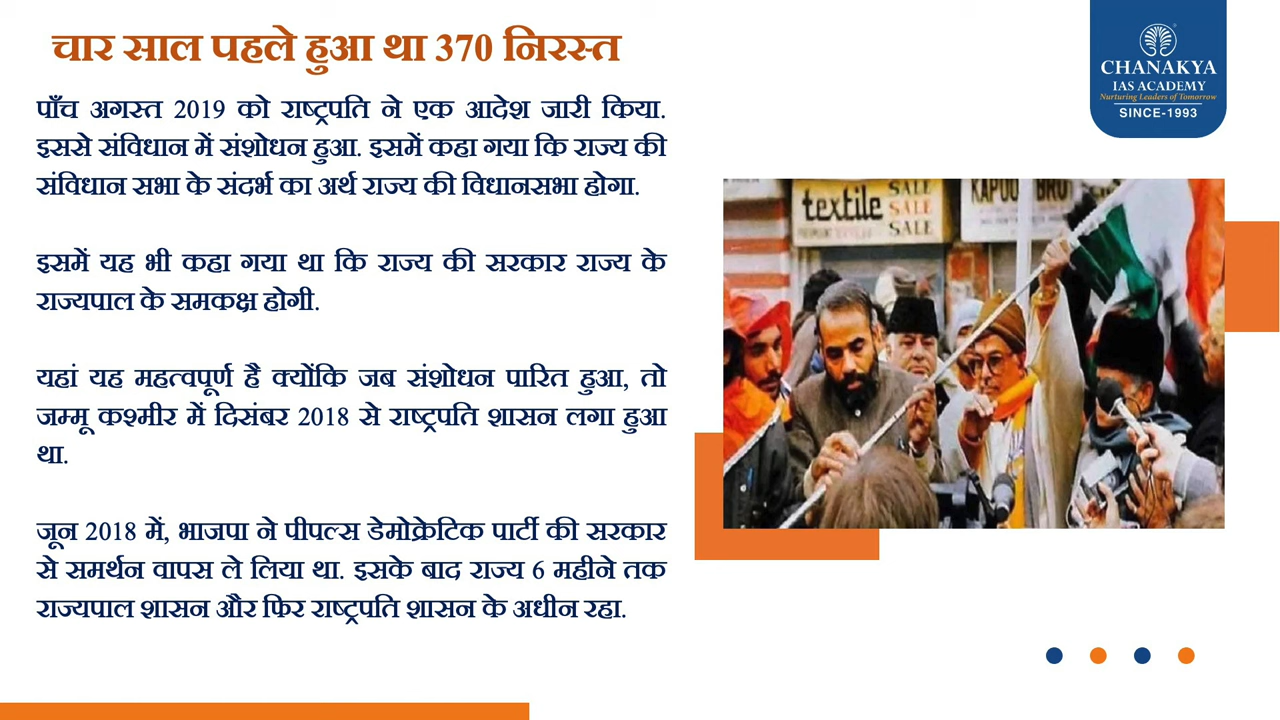 चार साल पहले हुआ था 370 निरस्त
पाँच अगस्त 2019 को राष्ट्रपति ने एक आदेश जारी किया.
इससे संविधान में संशोधन हुआ. इसमें कहा गया कि राज्य की
संविधान सभा के संदर्भ का अर्थ राज्य की विधानसभा होगा.
इसमें यह भी कहा गया था कि राज्य की सरकार राज्य के
राज्यपाल के समकक्ष होगी.
यहां यह महत्वपूर्ण है क्योंकि जब संशोधन पारित हुआ, तो
जम्मू कश्मीर में दिसंबर 2018 से राष्ट्रपति शासन लगा हुआ
था.
जून 2018 में, भाजपा ने पीपल्स डेमोक्रेटिक पार्टी की सरकार
से समर्थन वापस ले लिया था. इसके बाद राज्य 6 महीने तक
राज्यपाल शासन और फिर राष्ट्रपति शासन के अधीन रहा.
CHANAKYA
IAS ACADEMY
Nurturing Leaders of Tomorrow
SINCE-1993
textile
SALE
SALE
SALE
KAPOO